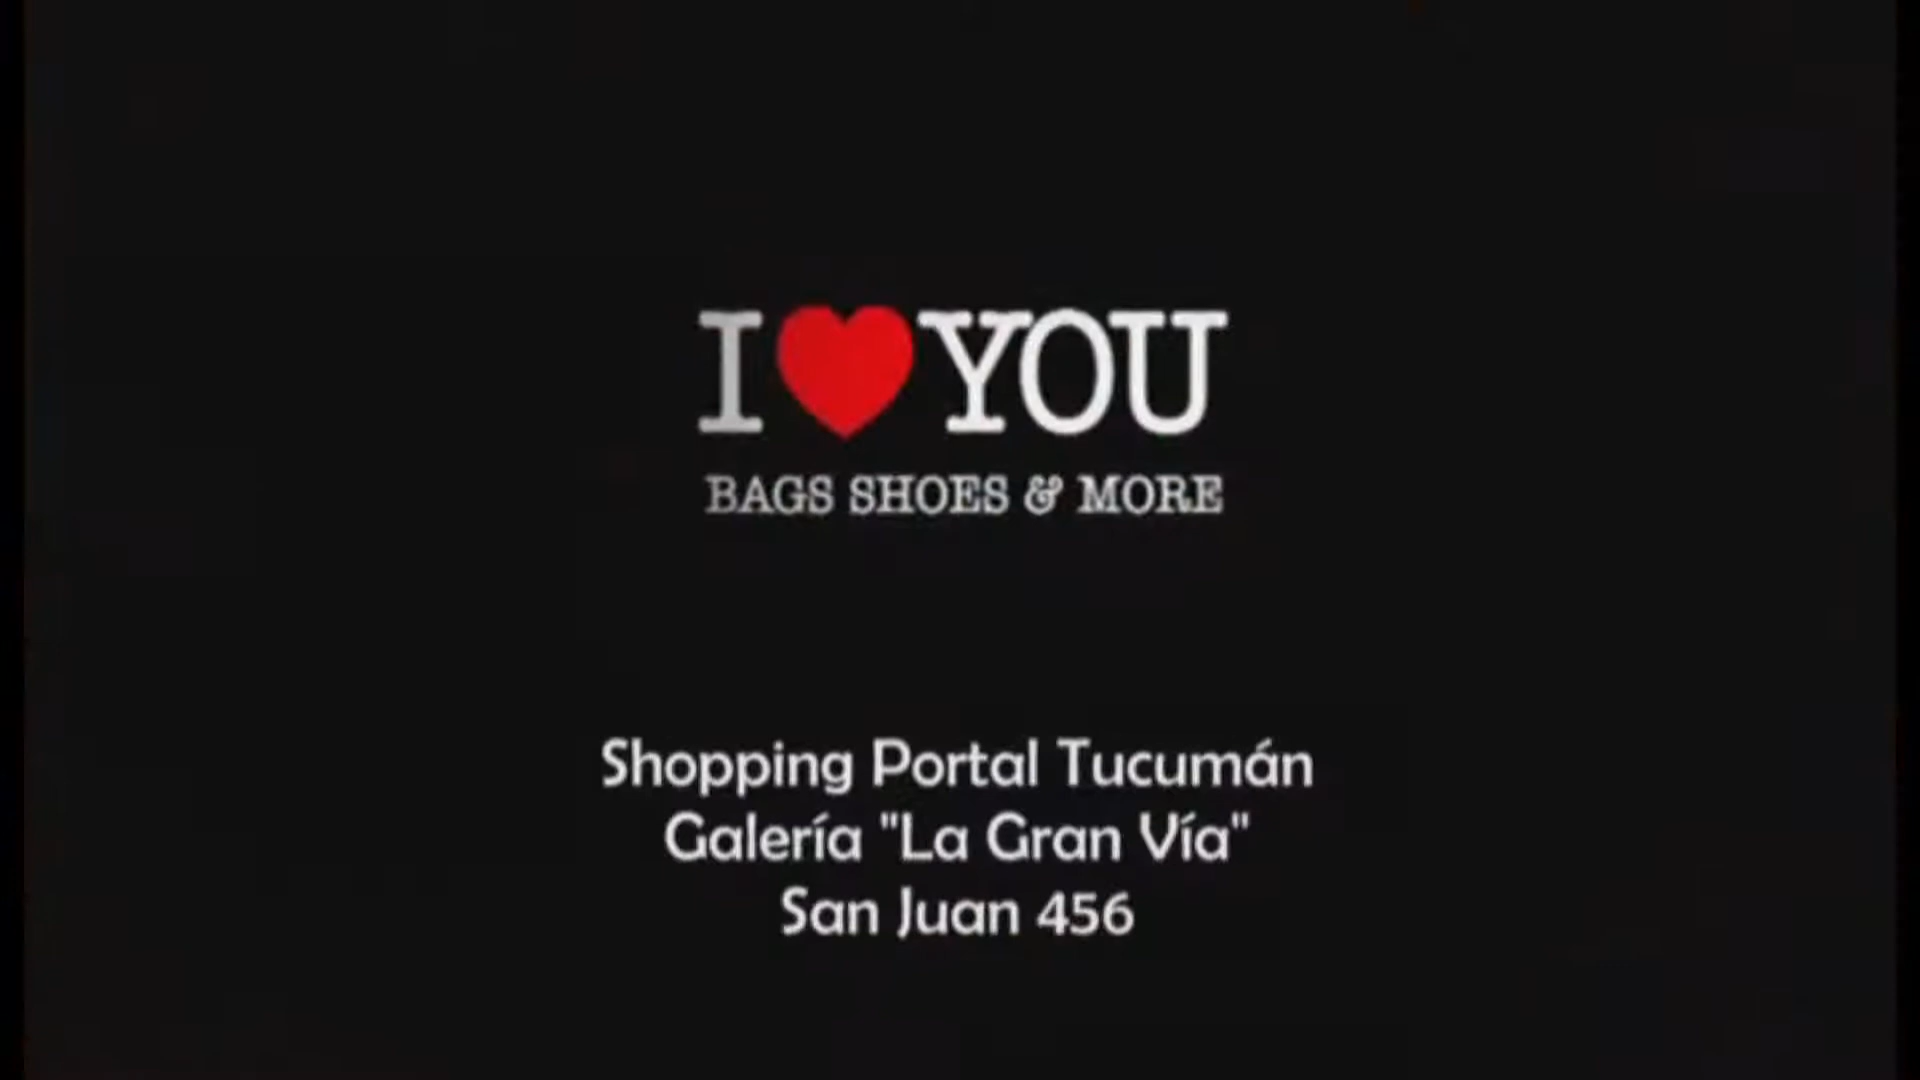 I ❤ YOU
BAGS SHOES & MORE
Shopping Portal Tucumán
Galería "La Gran Vía"
San Juan 456